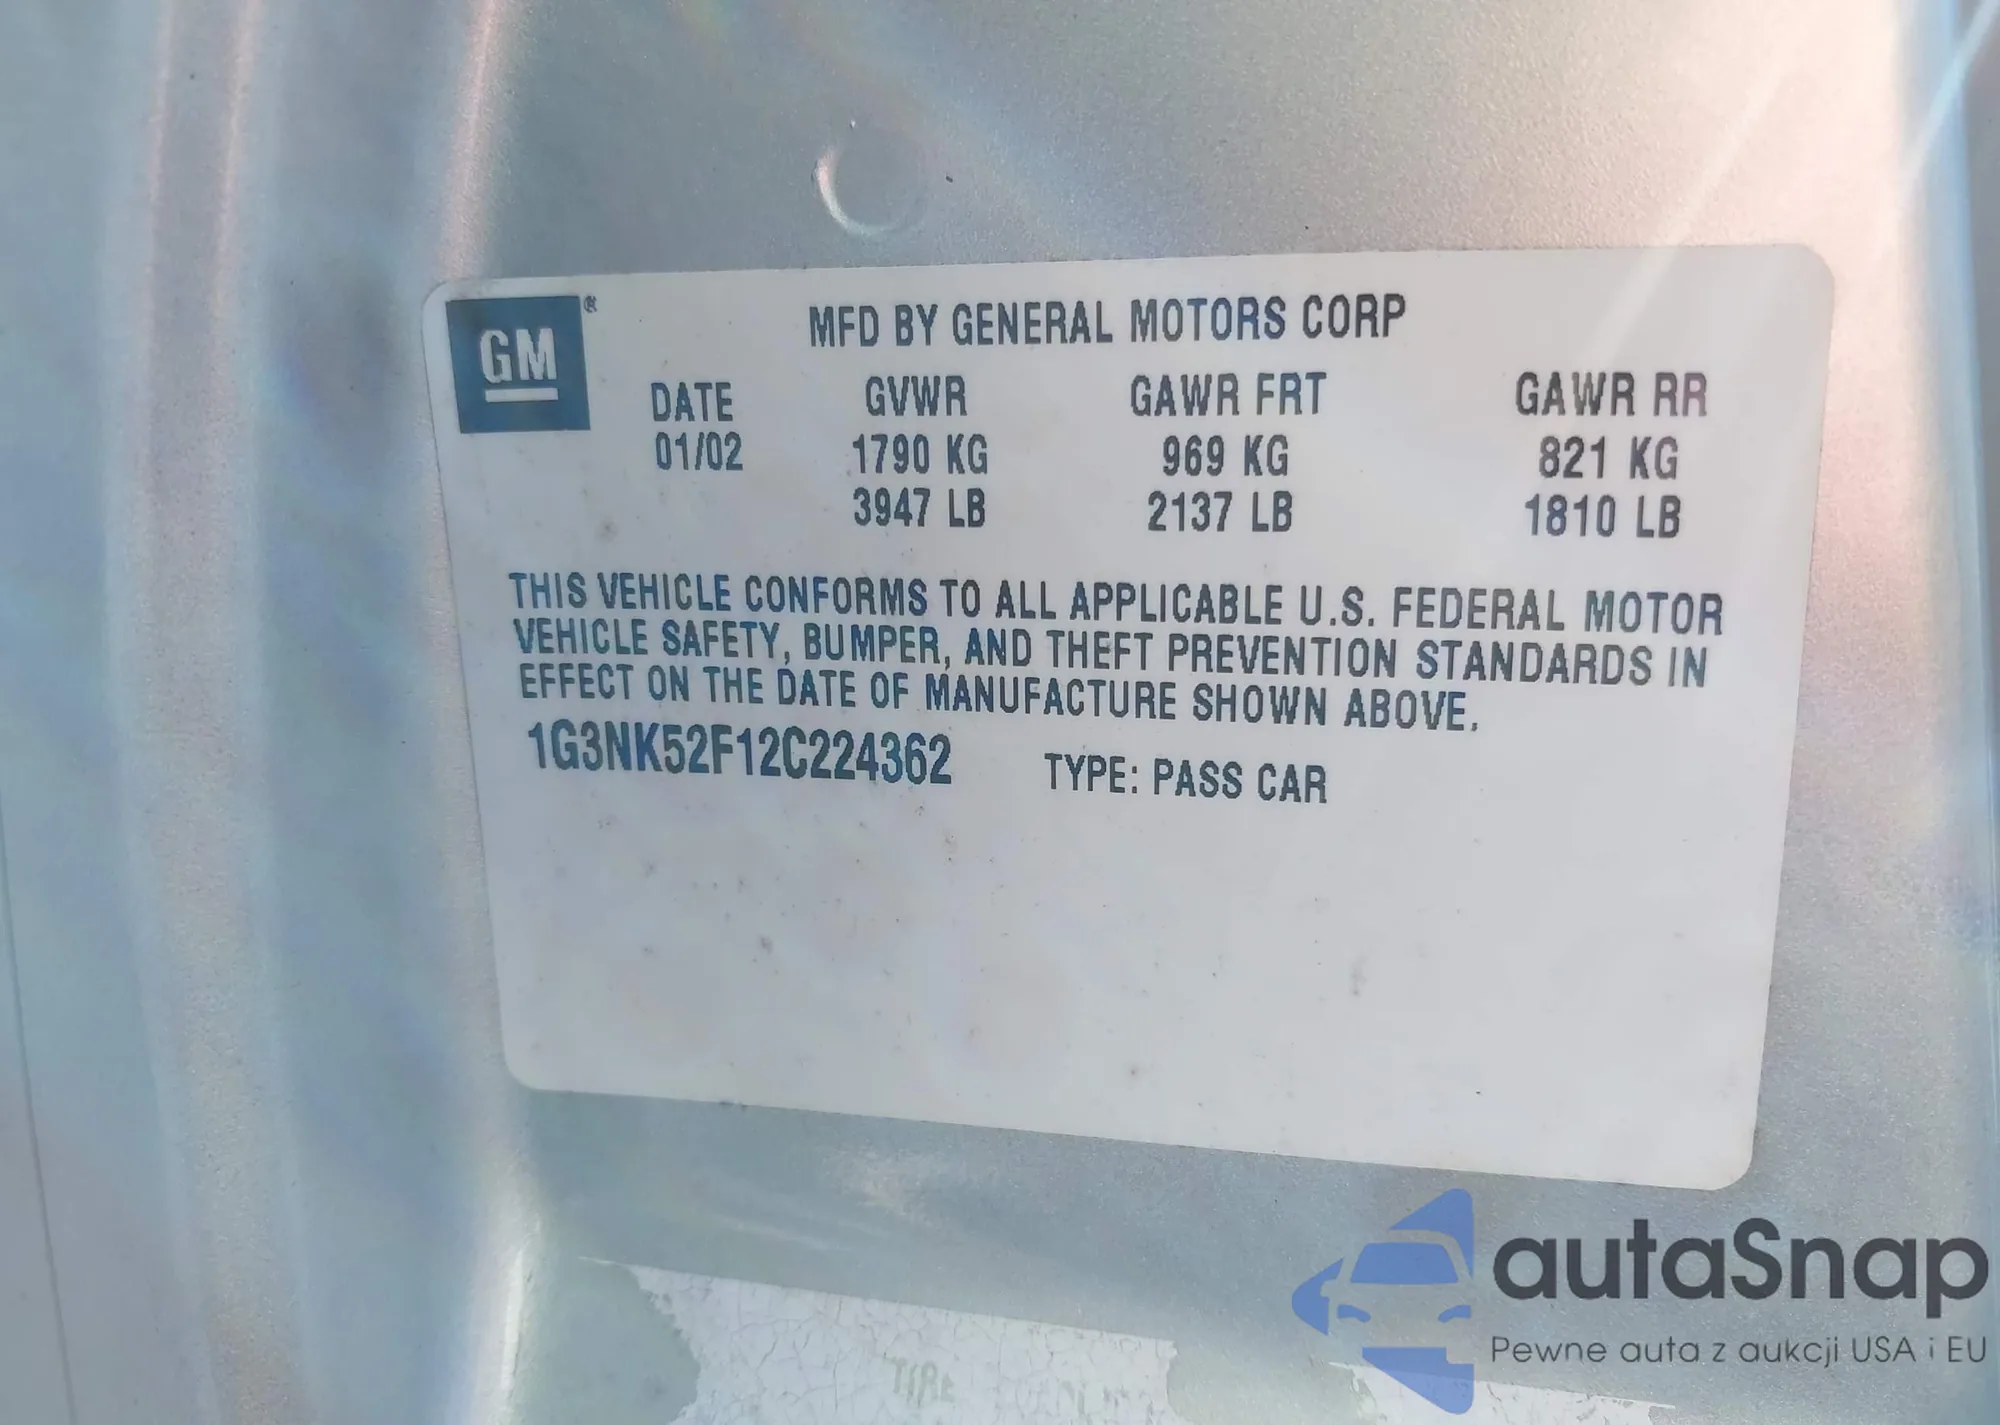 GM®
MFD BY GENERAL MOTORS CORP
DATE GVWR GAWR FRT GAWR RR
01/02 1790 KG 969 KG 821 KG
3947 LB 2137 LB 1810 LB
THIS VEHICLE CONFORMS TO ALL APPLICABLE U.S. FEDERAL MOTOR
VEHICLE SAFETY, BUMPER, AND THEFT PREVENTION STANDARDS IN
EFFECT ON THE DATE OF MANUFACTURE SHOWN ABOVE.
1G3NK52F12C224362 TYPE: PASS CAR
TIRE
autaSnap
Pewne auta z aukcji USA i EU